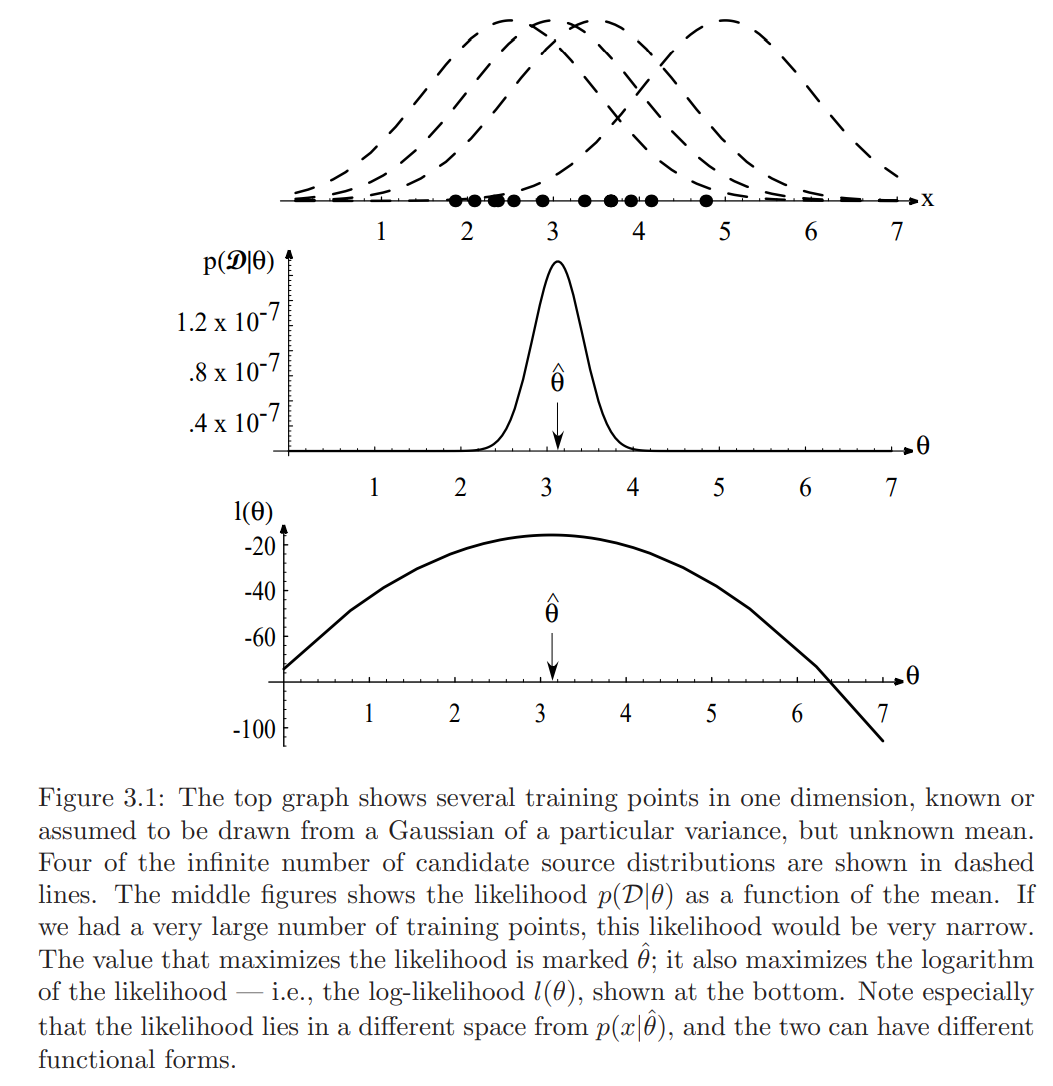 x
1 2 3 4 5 6 7
p(𝒟|θ)
1.2 x 10⁻⁷
.8 x 10⁻⁷
.4 x 10⁻⁷
θ̂
θ
1 2 3 4 5 6 7
l(θ)
-20
-40
-60
-100
θ̂
θ
1 2 3 4 5 6 7
Figure 3.1: The top graph shows several training points in one dimension, known or
assumed to be drawn from a Gaussian of a particular variance, but unknown mean.
Four of the infinite number of candidate source distributions are shown in dashed
lines. The middle figures shows the likelihood p(𝒟|θ) as a function of the mean. If
we had a very large number of training points, this likelihood would be very narrow.
The value that maximizes the likelihood is marked θ̂; it also maximizes the logarithm
of the likelihood — i.e., the log-likelihood l(θ), shown at the bottom. Note especially
that the likelihood lies in a different space from p(x|θ̂), and the two can have different
functional forms.